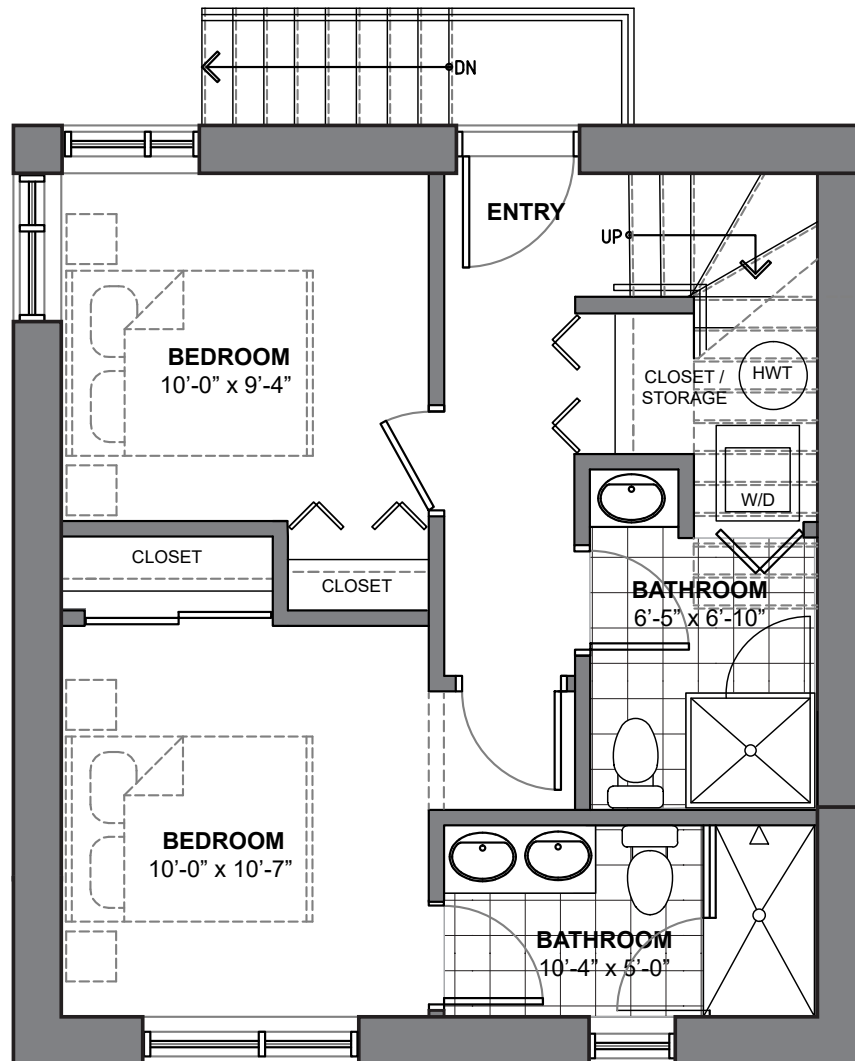 DN
ENTRY
UP
BEDROOM
10'-0” x 9'-4”
CLOSET /
STORAGE
HWT
W/D
CLOSET
CLOSET
BATHROOM
6'-5” x 6'-10”
BEDROOM
10'-0” x 10'-7”
BATHROOM
10'-4” x 5'-0”